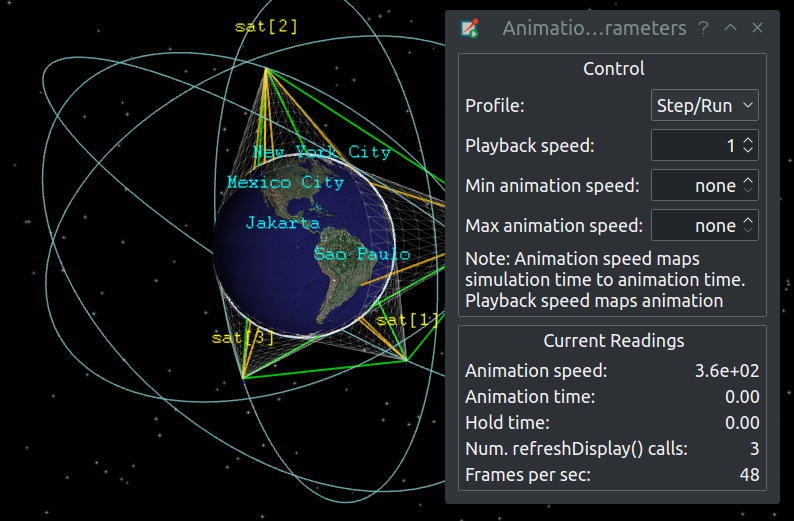 sat[2]
New York City
Mexico City
Jakarta
Sao Paulo
sat[1]
sat[3]
Animatio...rameters
Control
Profile: Step/Run
Playback speed: 1
Min animation speed: none
Max animation speed: none
Note: Animation speed maps
simulation time to animation time.
Playback speed maps animation
Current Readings
Animation speed: 3.6e+02
Animation time: 0.00
Hold time: 0.00
Num. refreshDisplay() calls: 3
Frames per sec: 48